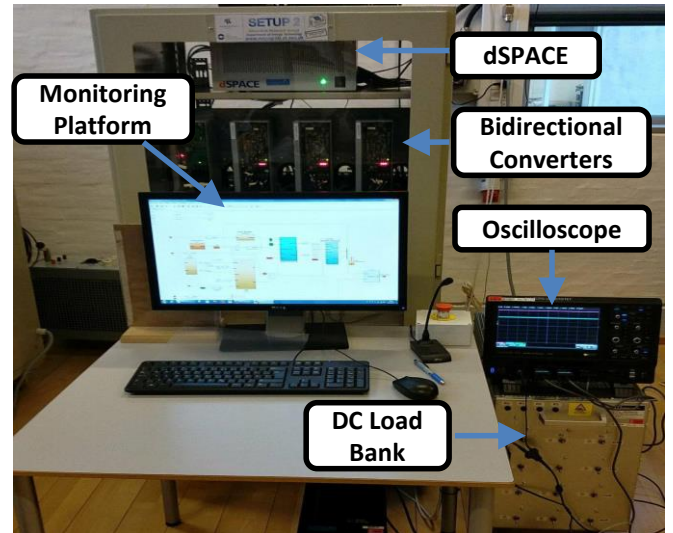 SETUP 2
dSPACE
dSPACE
Monitoring
Platform
Bidirectional
Converters
Oscilloscope
DC Load
Bank